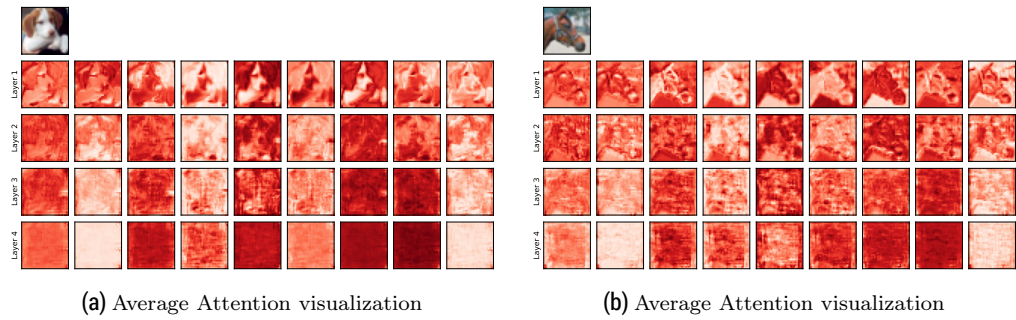 Layer 1
Layer 2
Layer 3
Layer 4
(a) Average Attention visualization
Layer 1
Layer 2
Layer 3
Layer 4
(b) Average Attention visualization